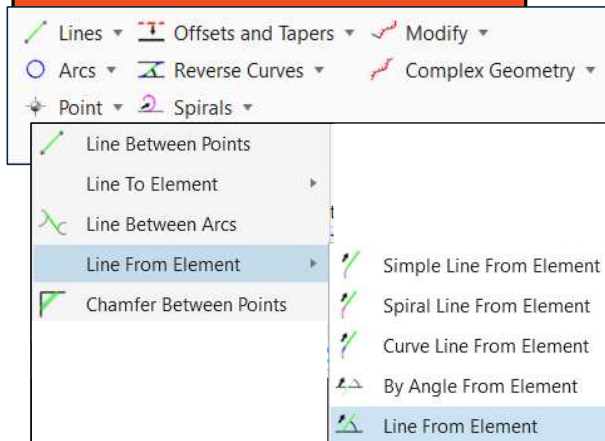 Lines Offsets and Tapers Modify
Arcs Reverse Curves Complex Geometry
Point Spirals
Line Between Points
Line To Element
Line Between Arcs
Line From Element
Chamfer Between Points
Simple Line From Element
Spiral Line From Element
Curve Line From Element
By Angle From Element
Line From Element